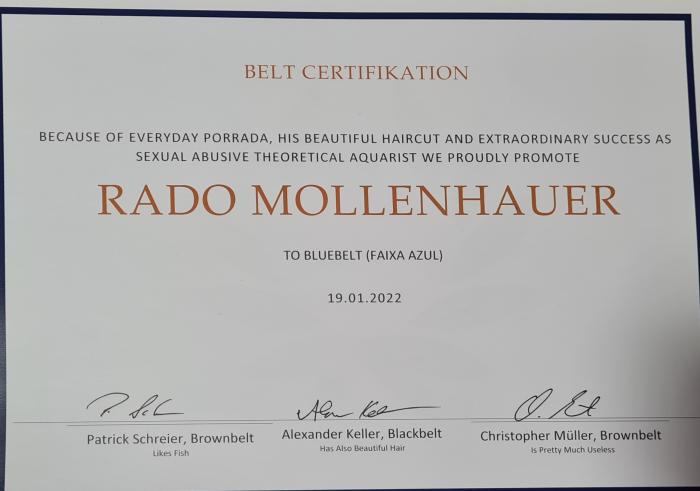 BELT CERTIFIKATION
BECAUSE OF EVERYDAY PORRADA, HIS BEAUTIFUL HAIRCUT AND EXTRAORDINARY SUCCESS AS
SEXUAL ABUSIVE THEORETICAL AQUARIST WE PROUDLY PROMOTE
RADO MOLLENHAUER
TO BLUEBELT (FAIXA AZUL)
19.01.2022
Patrick Schreier, Brownbelt
Likes Fish
Alexander Keller, Blackbelt
Has Also Beautiful Hair
Christopher Müller, Brownbelt
Is Pretty Much Useless